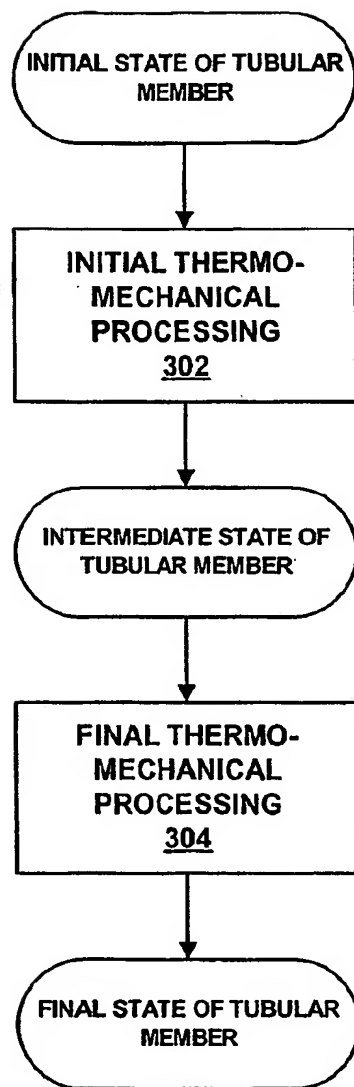 INITIAL STATE OF TUBULAR
MEMBER
INITIAL THERMO-
MECHANICAL
PROCESSING
302
INTERMEDIATE STATE OF
TUBULAR MEMBER
FINAL THERMO-
MECHANICAL
PROCESSING
304
FINAL STATE OF TUBULAR
MEMBER